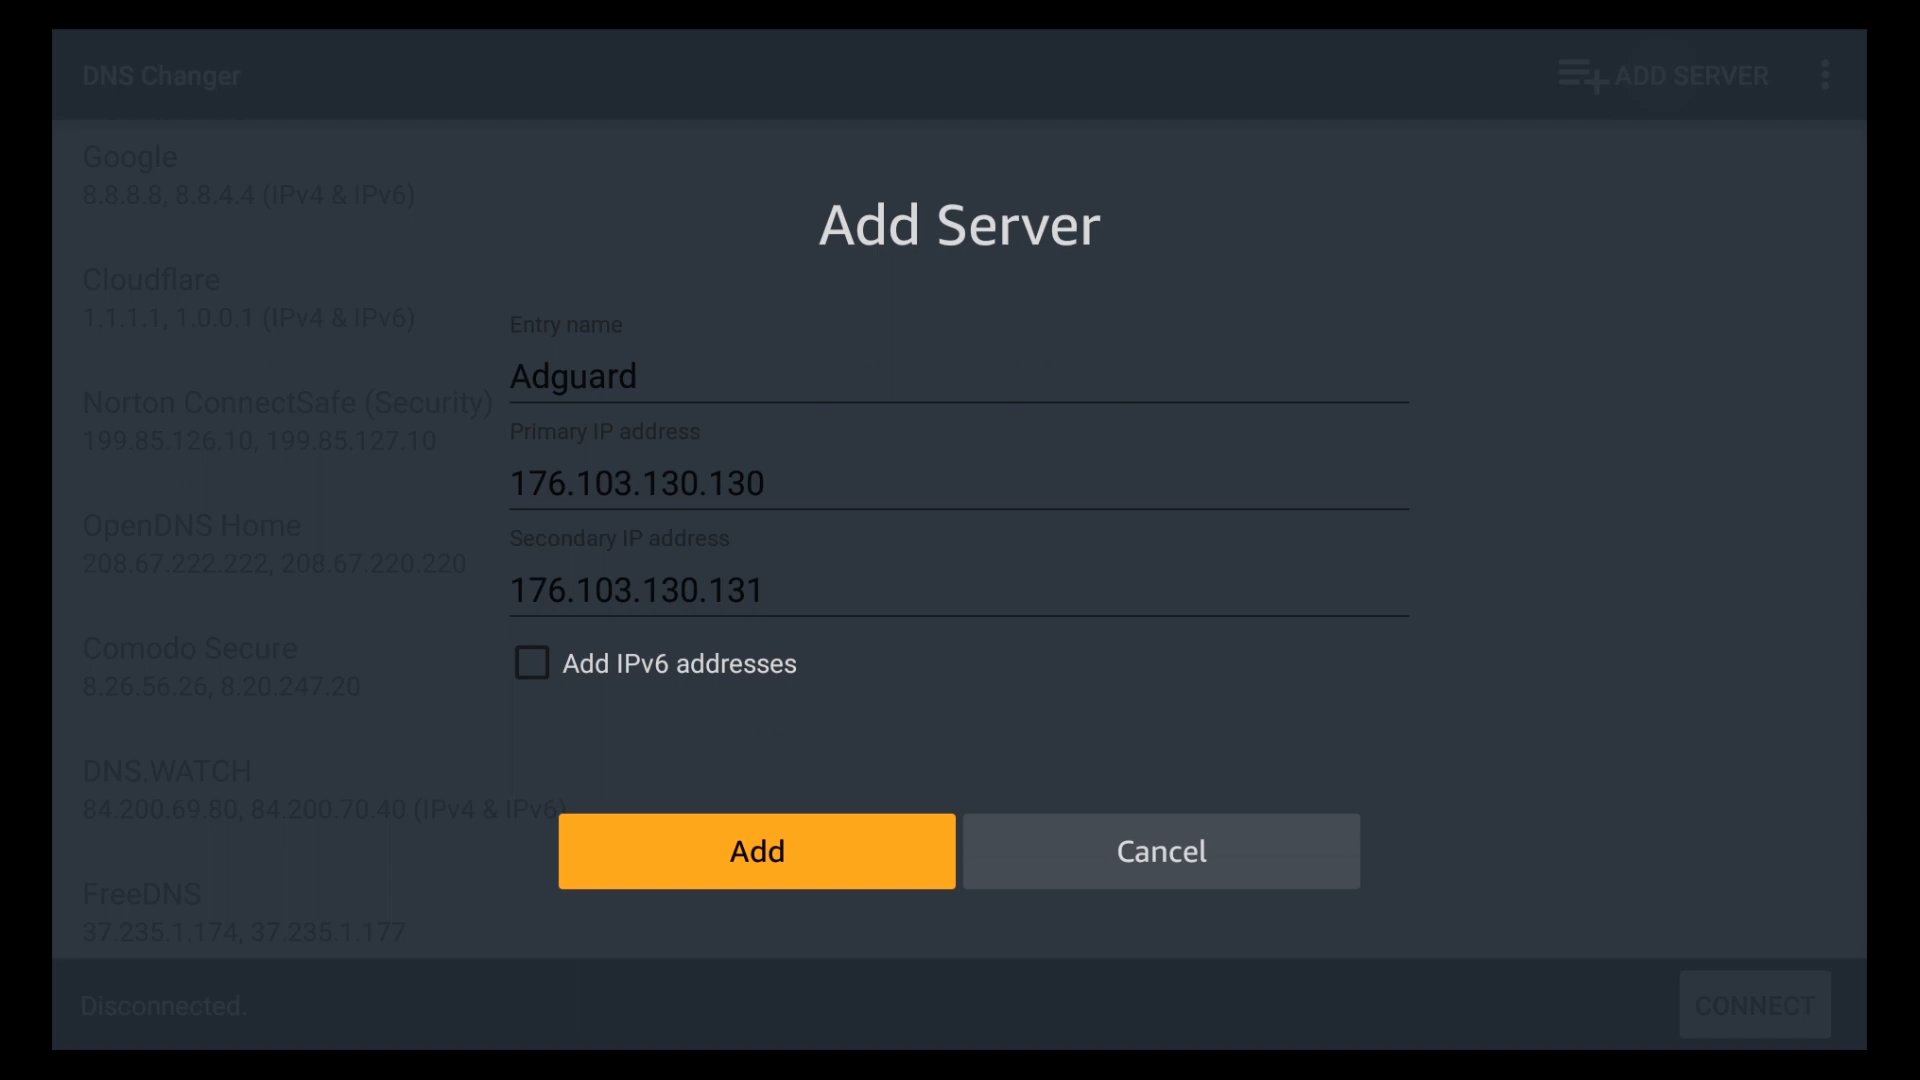 DNS Changer
ADD SERVER
Google
8.8.8.8, 8.8.4.4 (IPv4 & IPv6)
Cloudflare
1.1.1.1, 1.0.0.1 (IPv4 & IPv6)
Norton ConnectSafe (Security)
199.85.126.10, 199.85.127.10
OpenDNS Home
208.67.222.222, 208.67.220.220
Comodo Secure
8.26.56.26, 8.20.247.20
DNS.WATCH
84.200.69.80, 84.200.70.40 (IPv4 & IPv6)
FreeDNS
37.235.1.174, 37.235.1.177
Add Server
Entry name
Adguard
Primary IP address
176.103.130.130
Secondary IP address
176.103.130.131
Add IPv6 addresses
Add
Cancel
Disconnected.
CONNECT